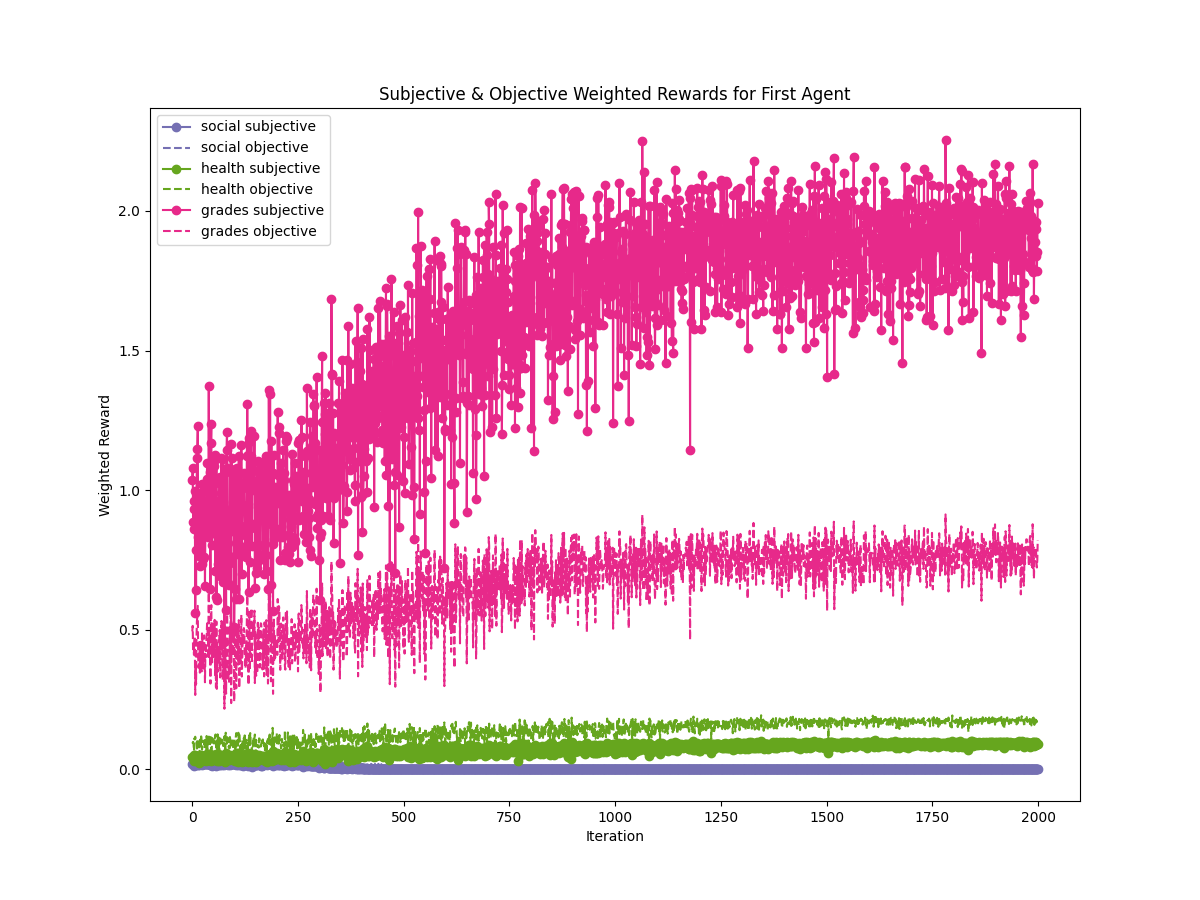 Subjective & Objective Weighted Rewards for First Agent
social subjective
social objective
health subjective
health objective
grades subjective
grades objective
Weighted Reward
2.0
1.5
1.0
0.5
0.0
0 250 500 750 1000 1250 1500 1750 2000
Iteration